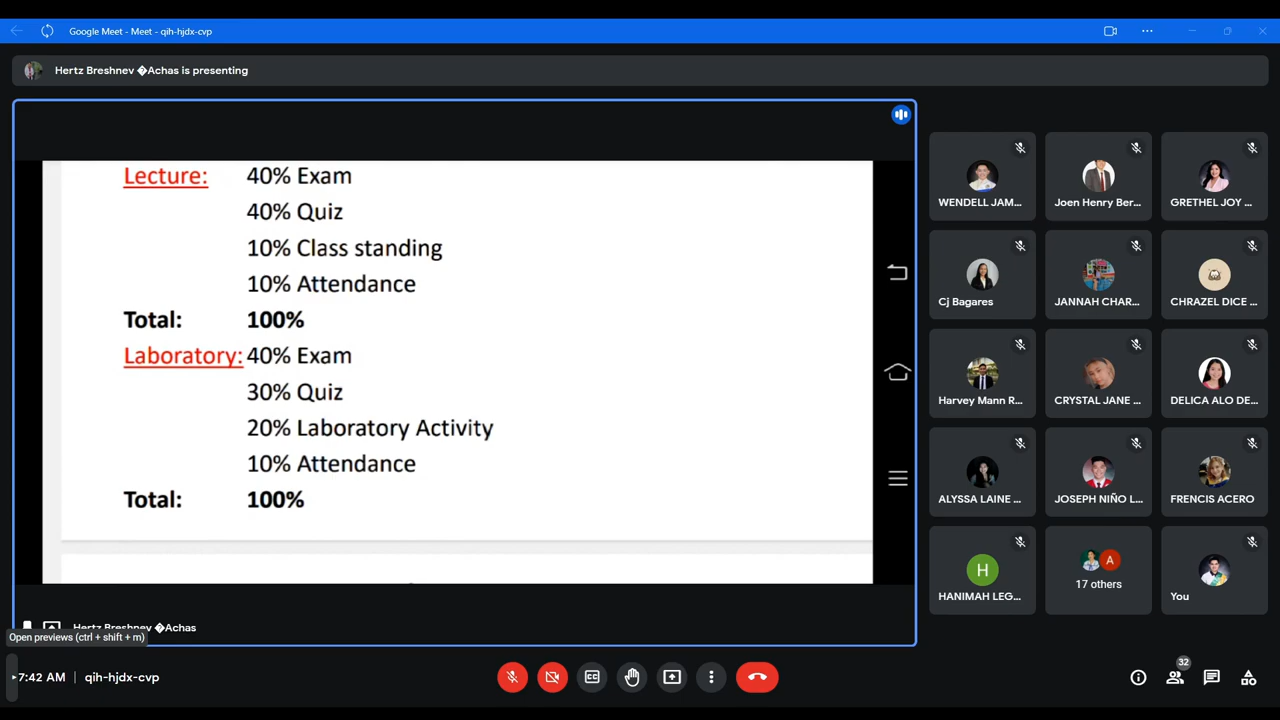 Google Meet - Meet - qih-hjdx-cvp
Hertz Breshnev �Achas is presenting
Lecture: 40% Exam
40% Quiz
10% Class standing
10% Attendance
Total: 100%
Laboratory: 40% Exam
30% Quiz
20% Laboratory Activity
10% Attendance
Total: 100%
Hertz Breshnev �Achas
Open previews (ctrl + shift + m)
WENDELL JAM...
Joen Henry Ber...
GRETHEL JOY ...
Cj Bagares
JANNAH CHAR...
CHRAZEL DICE ...
Harvey Mann R...
CRYSTAL JANE ...
DELICA ALO DE...
ALYSSA LAINE ...
JOSEPH NIÑO L...
FRENCIS ACERO
H
HANIMAH LEG...
A
17 others
You
7:42 AM | qih-hjdx-cvp
CC
32